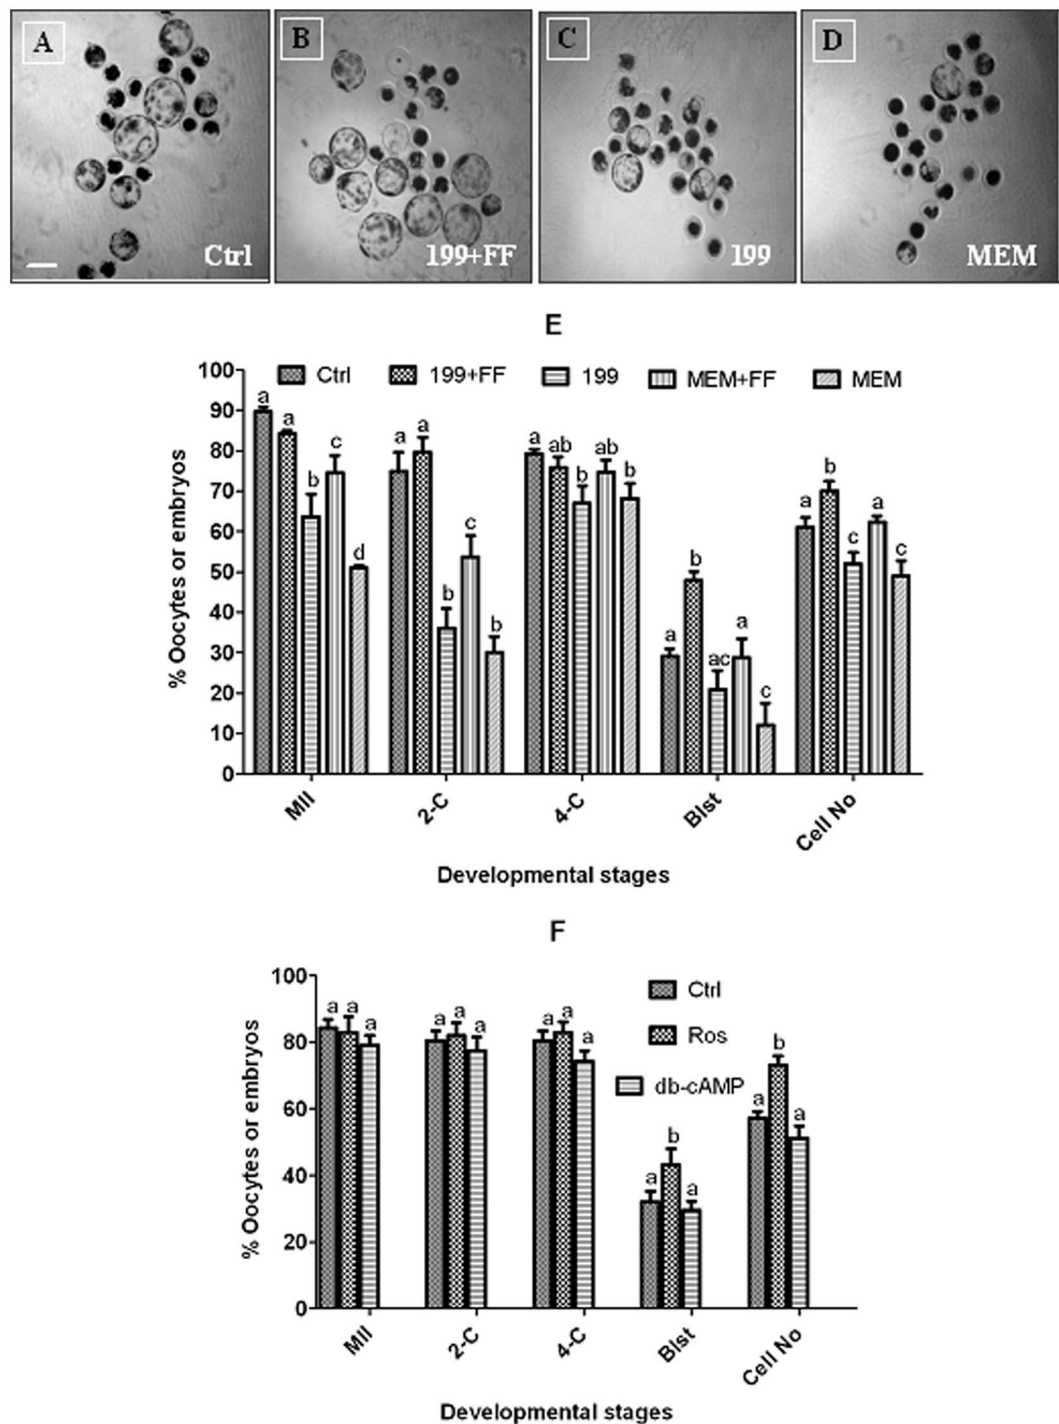 A B C D
Ctrl 199+FF 199 MEM
E
Ctrl 199+FF 199 MEM+FF MEM
% Oocytes or embryos
100
90
80
70
60
50
40
30
20
10
0
a a b c d
a a b c b
a ab b ab b
a b ac a c
a b c a c
MII 2-C 4-C Blst Cell No
Developmental stages
F
Ctrl
Ros
db-cAMP
% Oocytes or embryos
100
80
60
40
20
0
a a a
a a a
a a a
a b a
a b a
MII 2-C 4-C Blst Cell No
Developmental stages